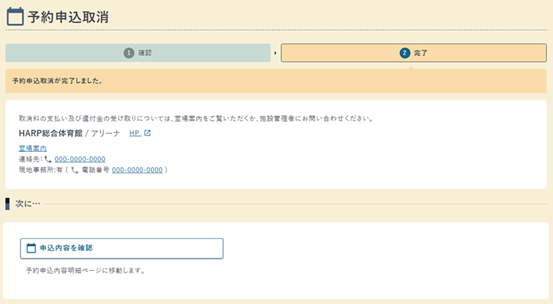 予約申込取消
1 確認
2 完了
予約申込取消が完了しました。
取消料の支払い及び還付金の受け取りについては、室場案内をご覧いただくか、施設管理者にお問い合わせください。
HARP総合体育館 / アリーナ HP
室場案内
連絡先: 000-0000-0000
現地事務所:有 ( 電話番号 000-0000-0000 )
次に…
申込内容を確認
予約申込内容明細ページに移動します。